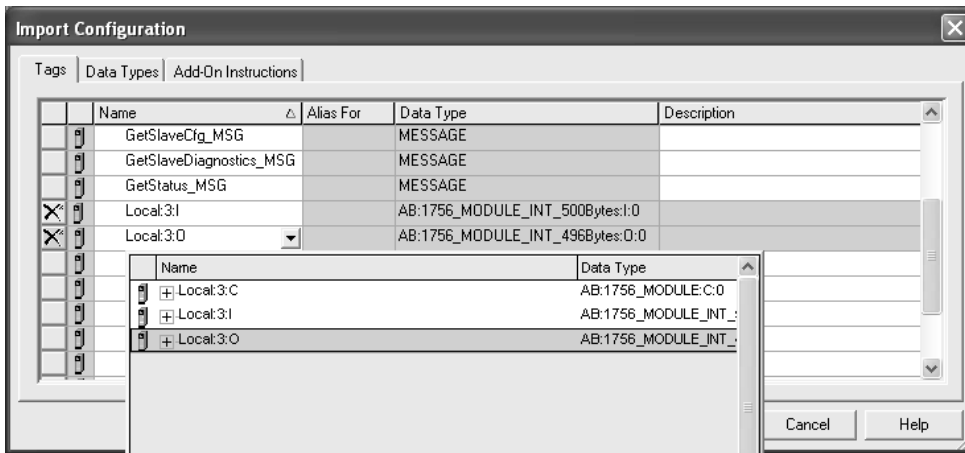 Import Configuration
Tags Data Types Add-On Instructions
Name Alias For Data Type Description
GetSlaveCfg_MSG MESSAGE
GetSlaveDiagnostics_MSG MESSAGE
GetStatus_MSG MESSAGE
Local:3:I AB:1756_MODULE_INT_500Bytes:I:0
Local:3:O AB:1756_MODULE_INT_496Bytes:O:0
Name Data Type
Local:3:C AB:1756_MODULE:C:0
Local:3:I AB:1756_MODULE_INT_
Local:3:O AB:1756_MODULE_INT_
Cancel Help